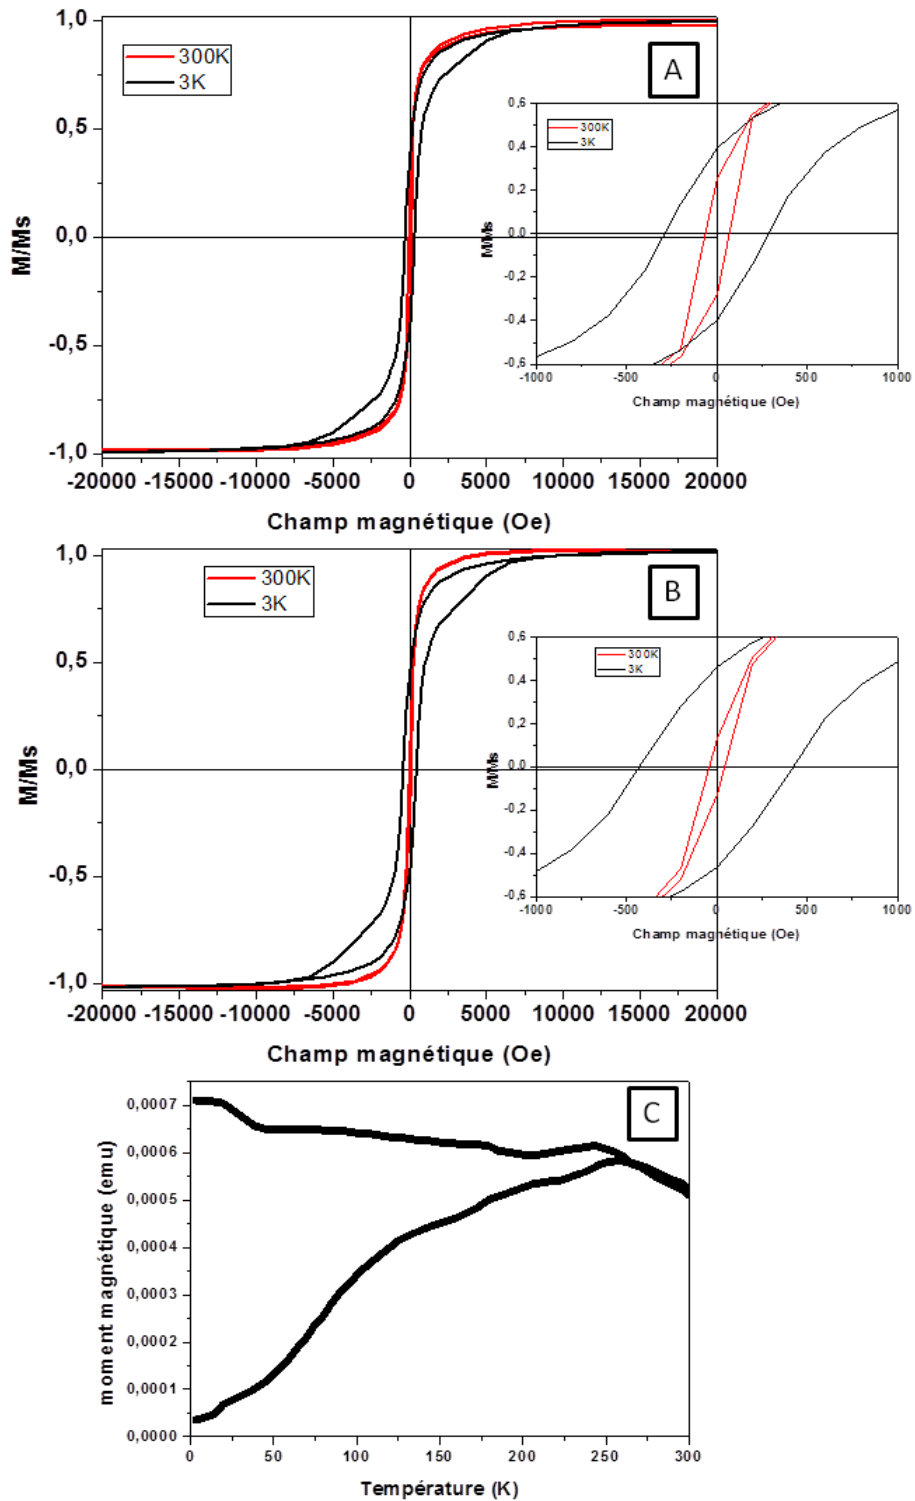 1,0
300K
3K
A
0,5
M/Ms
0,0
-0,5
-1,0
-20000 -15000 -10000 -5000 0 5000 10000 15000 20000
Champ magnétique (Oe)
0,6
300K
3K
0,4
0,2
M/Ms
0.0
-0,2
-0,4
-0,6
-1000 -500 0 500 1000
Champ magnétique (Oe)
1,0
300K
3K
B
0,5
M/Ms
0,0
-0,5
-1,0
-20000 -15000 -10000 -5000 0 5000 10000 15000 20000
Champ magnétique (Oe)
0,6
300K
3K
0,4
0,2
M/Ms
0.0
-0,2
-0,4
-0,6
-1000 -500 0 500 1000
Champ magnétique (Oe)
C
0,0007
0,0006
0,0005
0,0004
0,0003
0,0002
0,0001
0,0000
moment magnétique (emu)
0 50 100 150 200 250 300
Température (K)